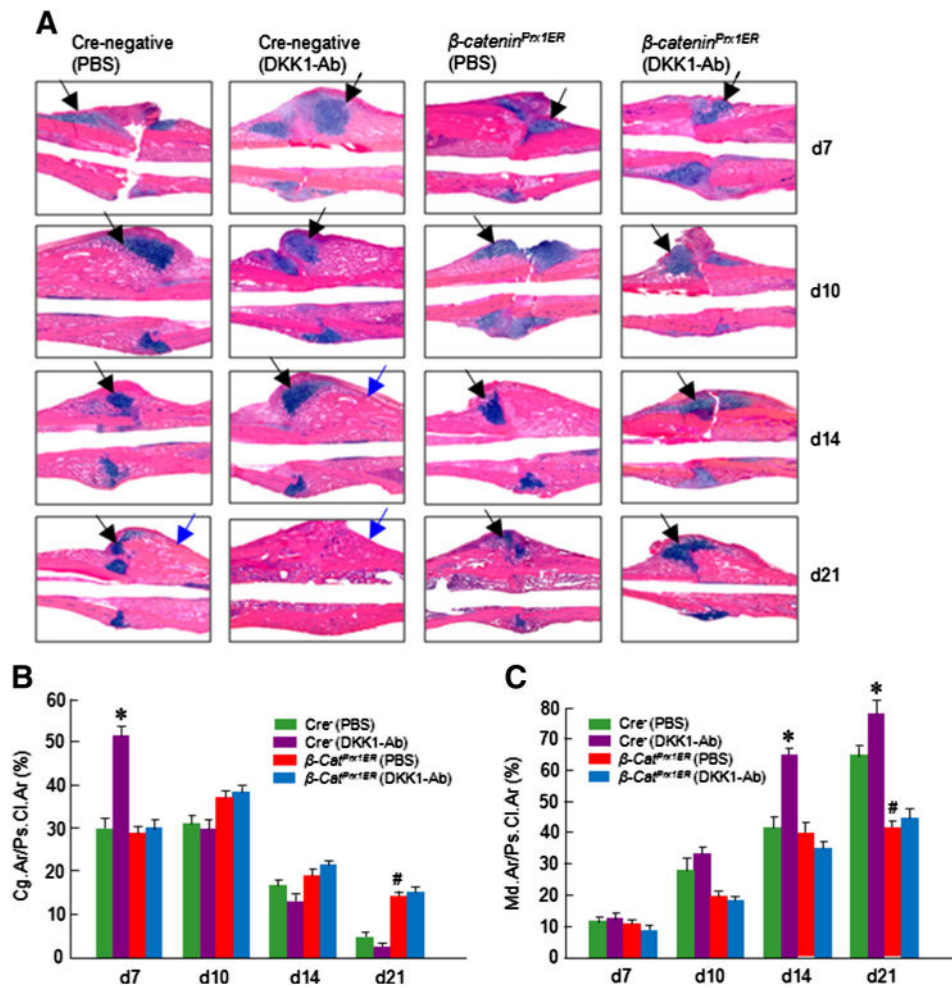 A
Cre-negative
(PBS)
Cre-negative
(DKK1-Ab)
β-catenin^Prx1ER
(PBS)
β-catenin^Prx1ER
(DKK1-Ab)
d7
d10
d14
d21
B
Cg.Ar/Ps.Cl.Ar (%)
60
50
40
30
20
10
0
*
#
Cre⁻ (PBS)
Cre⁻ (DKK1-Ab)
β-Cat^Prx1ER (PBS)
β-Cat^Prx1ER (DKK1-Ab)
d7 d10 d14 d21
C
Md.Ar/Ps.Cl.Ar (%)
80
70
60
50
40
30
20
10
0
*
*
#
Cre⁻ (PBS)
Cre⁻ (DKK1-Ab)
β-Cat^Prx1ER (PBS)
β-Cat^Prx1ER (DKK1-Ab)
d7 d10 d14 d21